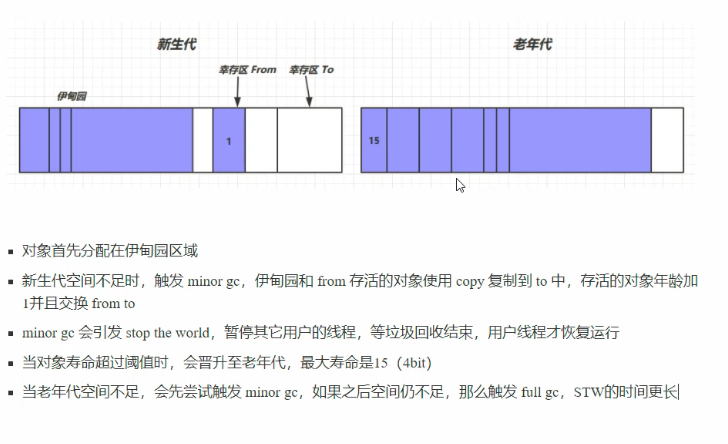 新生代
老年代
幸存区 From
幸存区 To
伊甸园
1
15
对象首先分配在伊甸园区域
新生代空间不足时，触发 minor gc，伊甸园和 from 存活的对象使用 copy 复制到 to 中，存活的对象年龄加
1并且交换 from to
minor gc 会引发 stop the world，暂停其它用户的线程，等垃圾回收结束，用户线程才恢复运行
当对象寿命超过阈值时，会晋升至老年代，最大寿命是15（4bit）
当老年代空间不足，会先尝试触发 minor gc，如果之后空间仍不足，那么触发 full gc，STW的时间更长